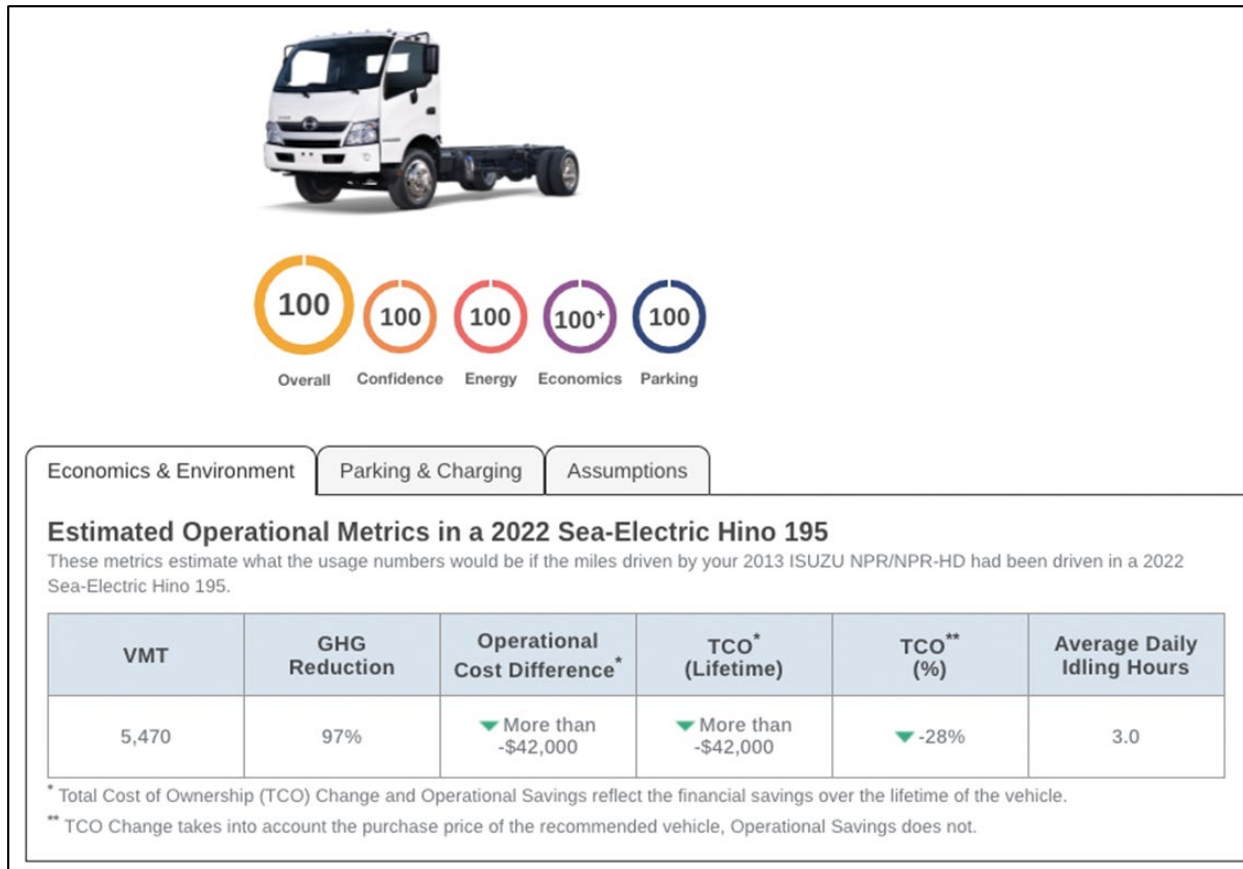 100
100
100
100+
100
Overall
Confidence
Energy
Economics
Parking
Economics & Environment
Parking & Charging
Assumptions
Estimated Operational Metrics in a 2022 Sea-Electric Hino 195
These metrics estimate what the usage numbers would be if the miles driven by your 2013 ISUZU NPR/NPR-HD had been driven in a 2022
Sea-Electric Hino 195.
VMT
GHG
Reduction
Operational
Cost Difference*
TCO*
(Lifetime)
TCO**
(%)
Average Daily
Idling Hours
5,470
97%
More than
-$42,000
More than
-$42,000
-28%
3.0
* Total Cost of Ownership (TCO) Change and Operational Savings reflect the financial savings over the lifetime of the vehicle.
** TCO Change takes into account the purchase price of the recommended vehicle, Operational Savings does not.